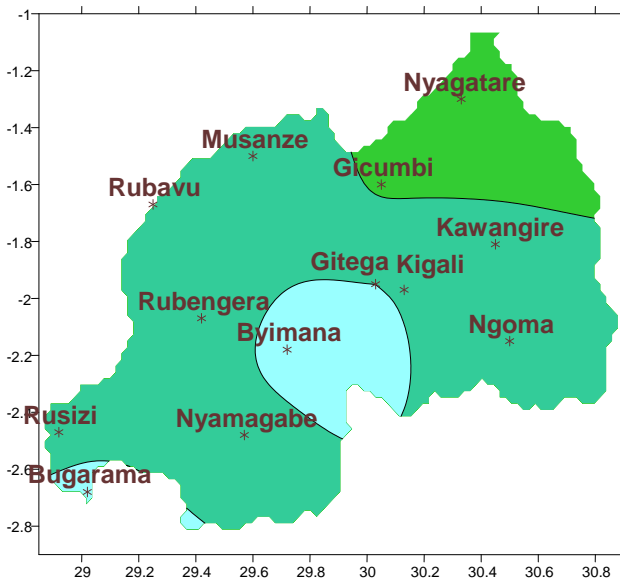 -1
-1.2
-1.4
-1.6
-1.8
-2
-2.2
-2.4
-2.6
-2.8
Nyagatare
Musanze
Gicumbi
Rubavu
Kawangire
Gitega
Kigali
Rubengera
Byimana
Ngoma
Rusizi
Nyamagabe
Bugarama
29 29.2 29.4 29.6 29.8 30 30.2 30.4 30.6 30.8